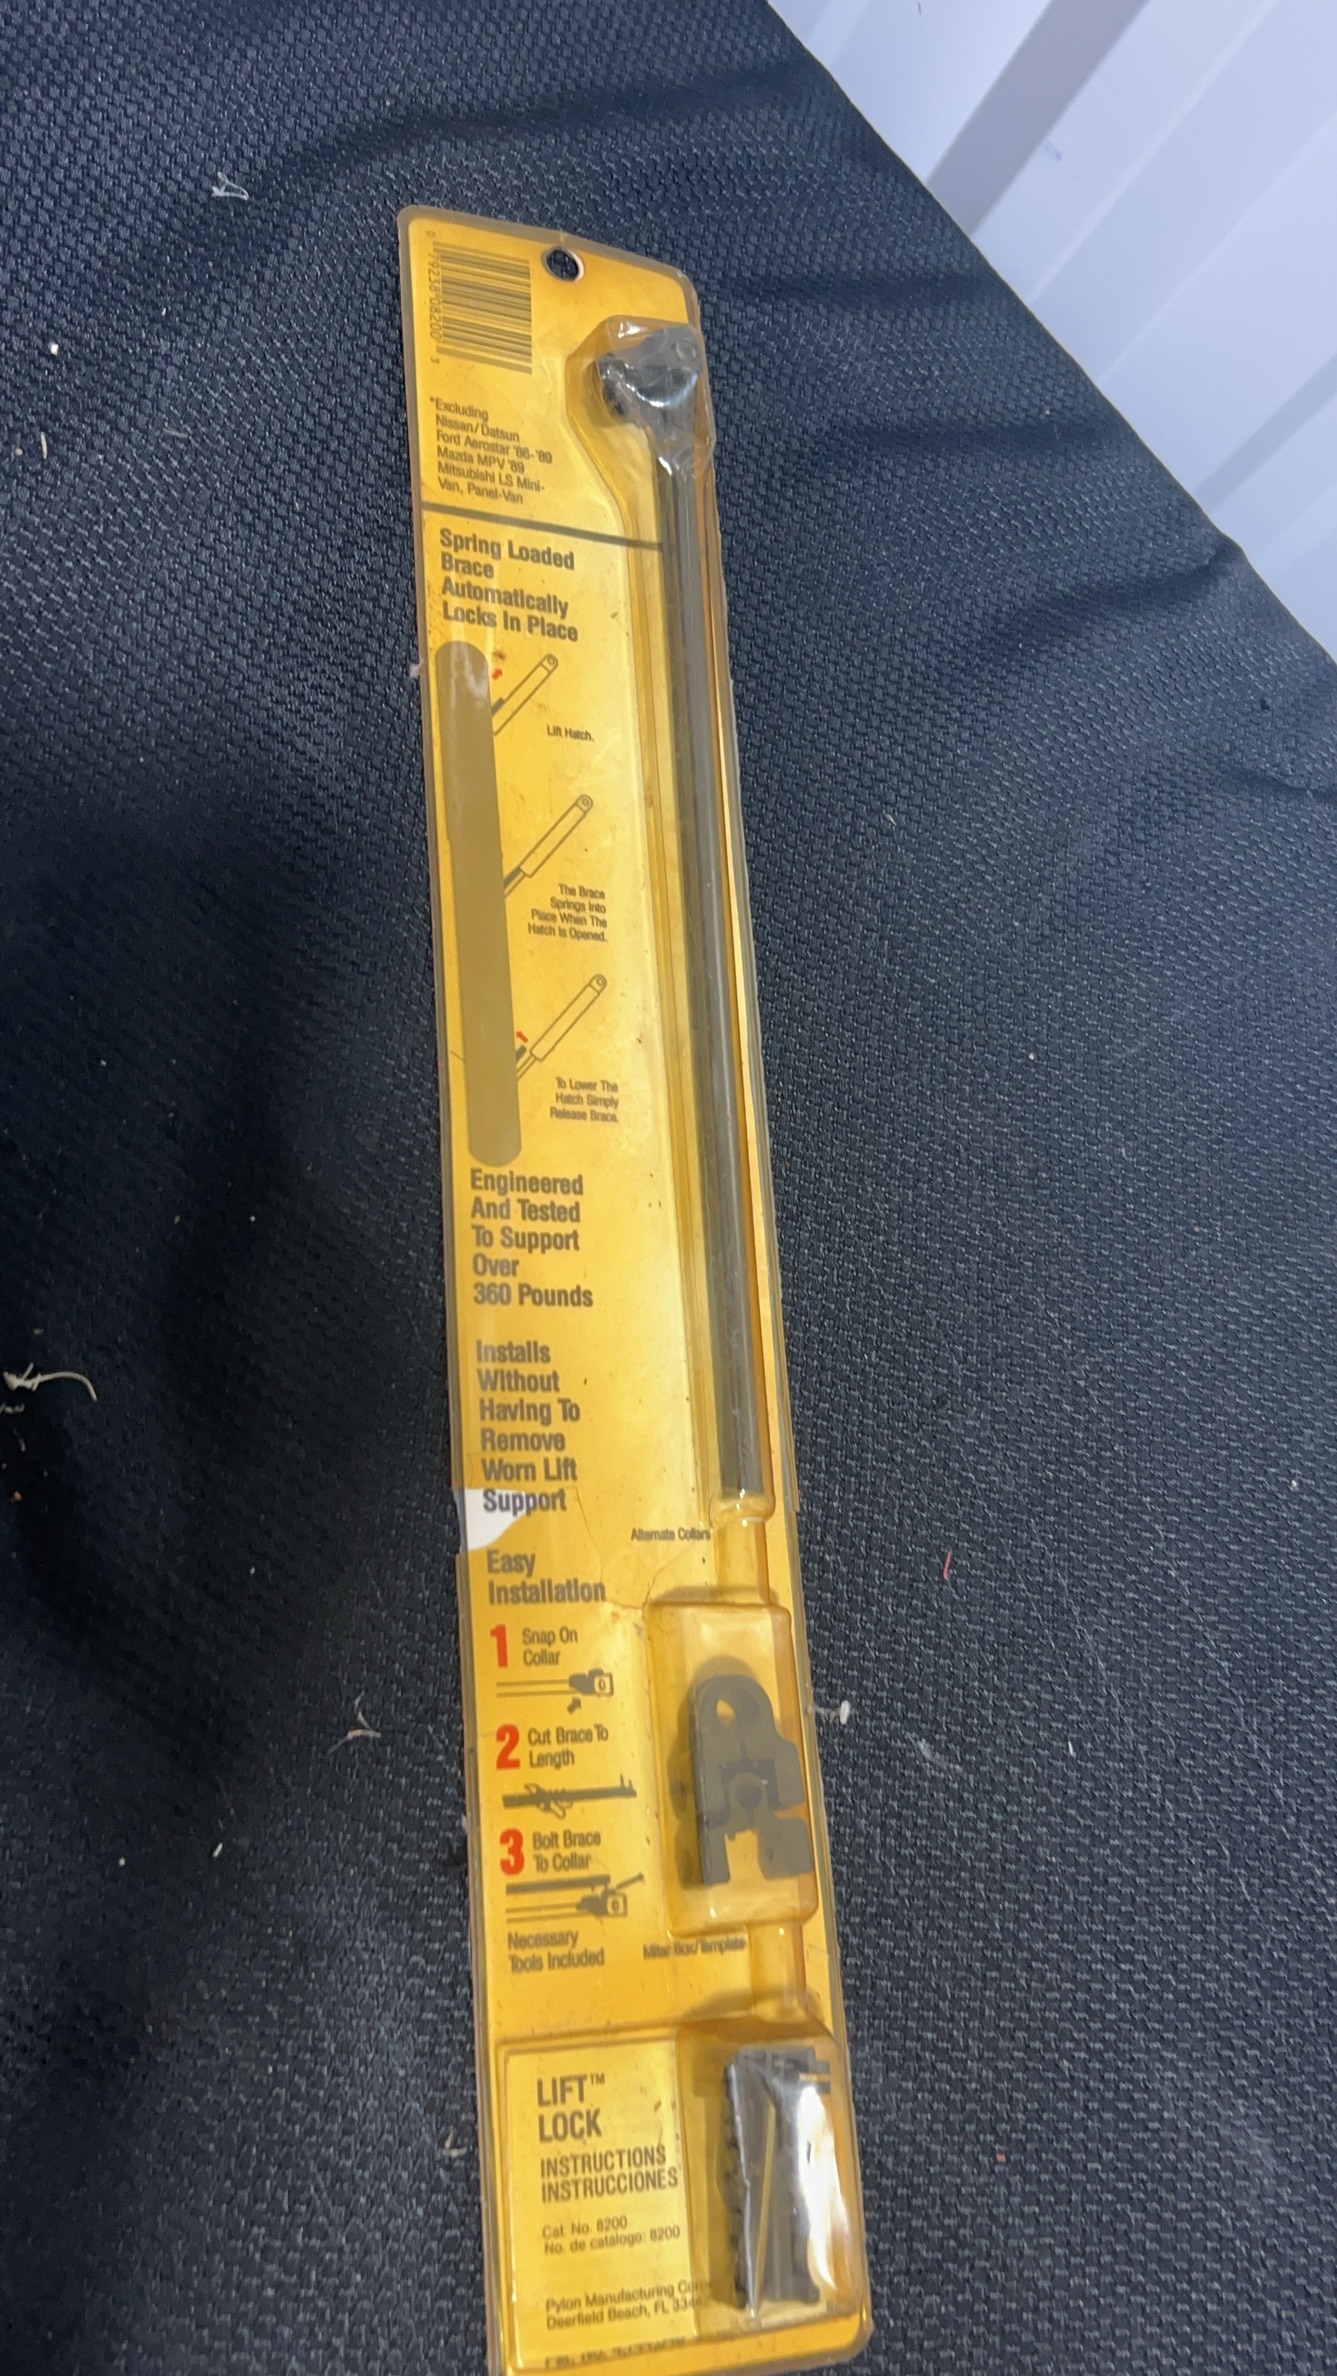 0 79238 08200 3
*Excluding
Nissan/Datsun
Ford Aerostar '86-'89
Mazda MPV '89
Mitsubishi LS Mini-
Van, Panel-Van
Spring Loaded
Brace
Automatically
Locks In Place
Lift Hatch.
The Brace
Springs Into
Place When The
Hatch Is Opened.
To Lower The
Hatch Simply
Release Brace.
Engineered
And Tested
To Support
Over
360 Pounds
Installs
Without
Having To
Remove
Worn Lift
Support
Alternate Collars
Easy
Installation
1 Snap On
Collar
2 Cut Brace To
Length
3 Bolt Brace
To Collar
Necessary
Tools Included
Miter Box/Template
LIFT™
LOCK
INSTRUCTIONS
INSTRUCCIONES
Cat. No. 8200
No. de catálogo: 8200
Pylon Manufacturing
Deerfield Beach, FL